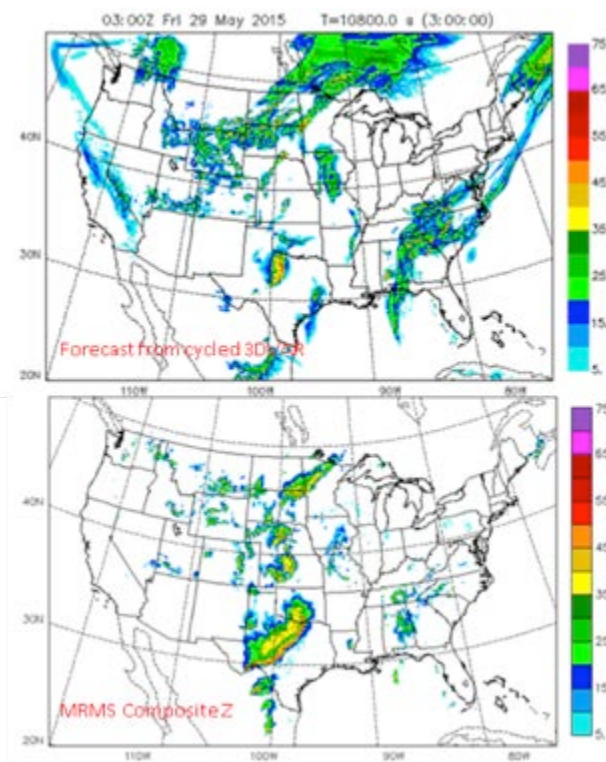 03:00Z Fri 29 May 2015 T=10800.0 s (3:00:00)
75
65
55
45
35
25
15
5.
40N
30N
20N
Forecast from cycled 3DVAR
110W
100W
90W
80W
75
65
55
45
35
25
15
5.
40N
30N
20N
MRMS Composite Z
110W
100W
90W
80W